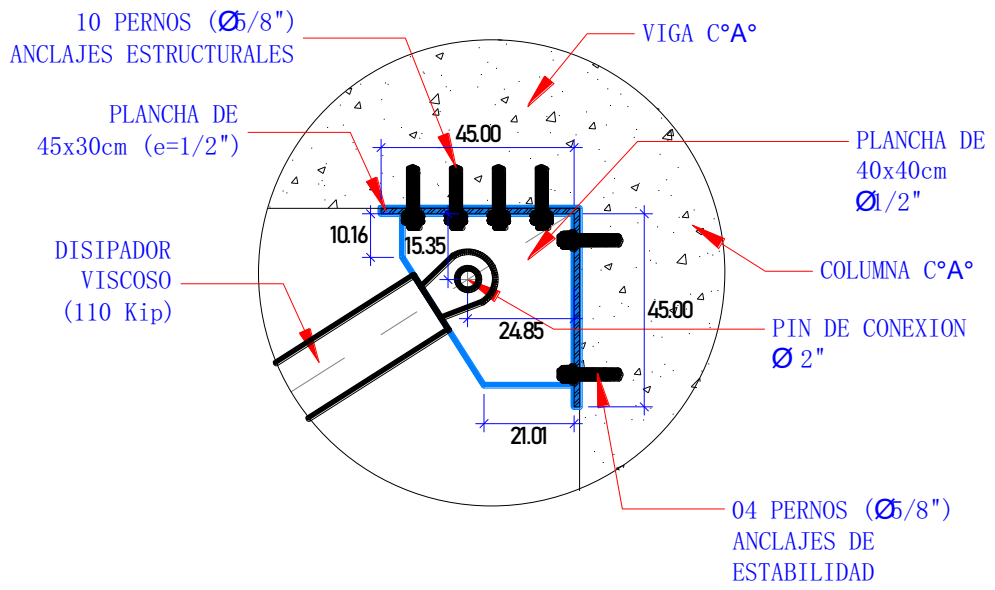 10 PERNOS (Ø5/8")
ANCLAJES ESTRUCTURALES
VIGA C°A°
PLANCHA DE
45x30cm (e=1/2")
45.00
PLANCHA DE
40x40cm
Ø1/2"
10.16
15.35
DISIPADOR
VISCOSO
(110 Kip)
COLUMNA C°A°
24.85
45.00
PIN DE CONEXION
Ø 2"
21.01
04 PERNOS (Ø5/8")
ANCLAJES DE
ESTABILIDAD